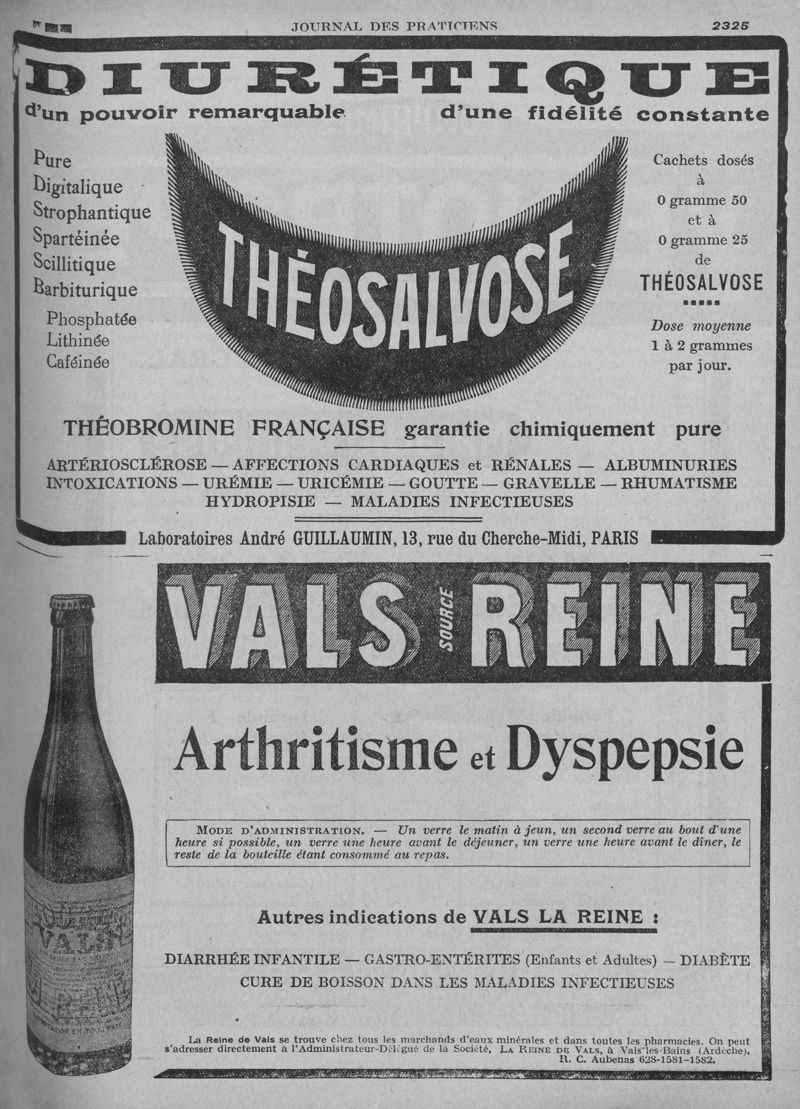 JOURNAL DES PRATICIENS
2325
DIURÉTIQUE
d'un pouvoir remarquable d'une fidélité constante
Pure
Digitalique
Strophantique
Spartéinée
Scillitique
Barbiturique
Phosphatée
Lithinée
Caféinée
THÉOSALVOSE
Cachets dosés
à
0 gramme 50
et à
0 gramme 25
de
THÉOSALVOSE
Dose moyenne
1 à 2 grammes
par jour.
THÉOBROMINE FRANÇAISE garantie chimiquement pure
ARTÉRIOSCLÉROSE — AFFECTIONS CARDIAQUES et RÉNALES — ALBUMINURIES
INTOXICATIONS — URÉMIE — URICÉMIE — GOUTTE — GRAVELLE — RHUMATISME
HYDROPISIE — MALADIES INFECTIEUSES
Laboratoires André GUILLAUMIN, 13, rue du Cherche-Midi, PARIS
VALS SOURCE REINE
Arthritisme et Dyspepsie
MODE D'ADMINISTRATION. — Un verre le matin à jeun, un second verre au bout d'une
heure si possible, un verre une heure avant le déjeuner, un verre une heure avant le dîner, le
reste de la bouteille étant consommé au repas.
Autres indications de VALS LA REINE :
DIARRHÉE INFANTILE — GASTRO-ENTÉRITES (Enfants et Adultes) — DIABÈTE
CURE DE BOISSON DANS LES MALADIES INFECTIEUSES
VALS
La Reine de Vals se trouve chez tous les marchands d'eaux minérales et dans toutes les pharmacies. On peut
s'adresser directement à l'Administrateur-Délégué de la Société, LA REINE DE VALS, à Vals-les-Bains (Ardèche).
R. C. Aubenas 628-1581-1582.